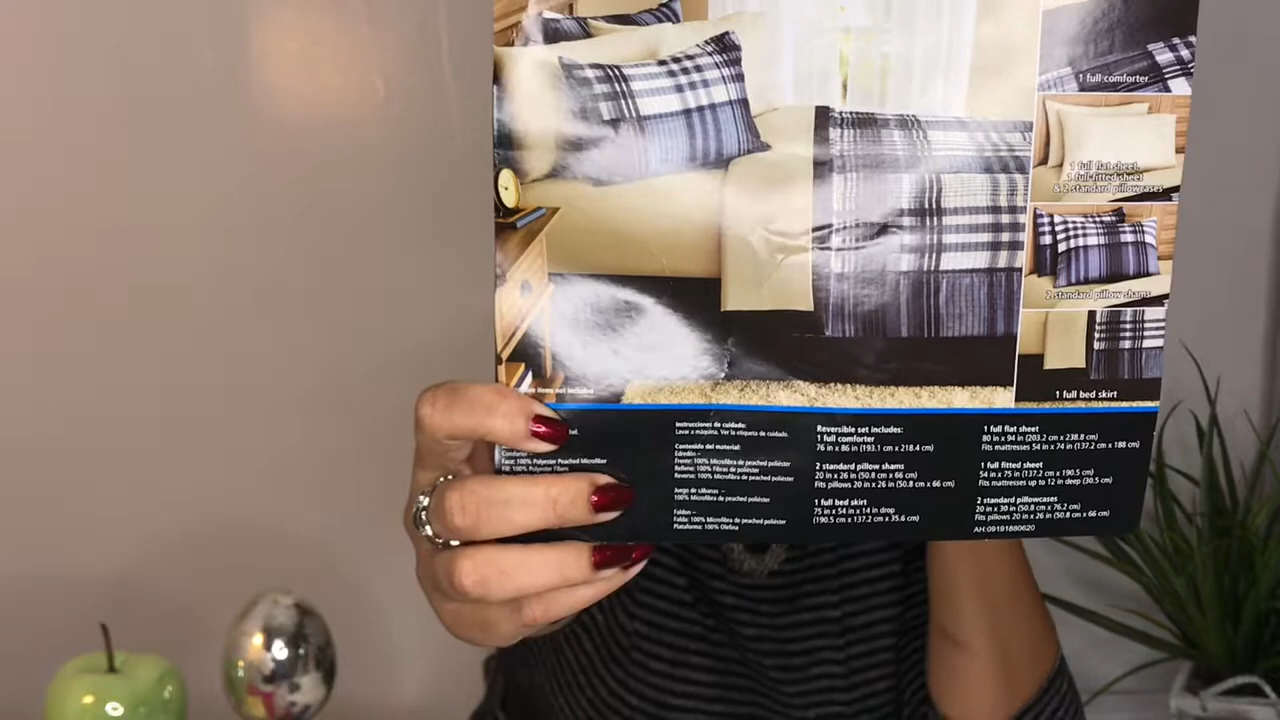 1 full comforter
1 full flat sheet,
1 full fitted sheet
& 2 standard pillowcases
2 standard pillow shams
1 full bed skirt
items not included
Face: 100% Polyester Peached Microfiber
Fill: 100% Polyester Fibers
Instrucciones de cuidado:
Lavar a máquina. Ver la etiqueta de cuidado.
Contenido del material:
Edredón –
Frente: 100% Microfibra de peached poliéster
Relleno: 100% Fibras de poliéster
Reverso: 100% Microfibra de peached poliéster
Juego de sábanas –
100% Microfibra de peached poliéster
Faldon –
Falda: 100% Microfibra de peached poliéster
Plataforma: 100% Olefina
Reversible set includes:
1 full comforter
76 in x 86 in (193.1 cm x 218.4 cm)
2 standard pillow shams
20 in x 26 in (50.8 cm x 66 cm)
Fits pillows 20 in x 26 in (50.8 cm x 66 cm)
1 full bed skirt
75 in x 54 in x 14 in drop
(190.5 cm x 137.2 cm x 35.6 cm)
1 full flat sheet
80 in x 94 in (203.2 cm x 238.8 cm)
Fits mattresses 54 in x 74 in (137.2 cm x 188 cm)
1 full fitted sheet
54 in x 75 in (137.2 cm x 190.5 cm)
Fits mattresses up to 12 in deep (30.5 cm)
2 standard pillowcases
20 in x 30 in (50.8 cm x 76.2 cm)
Fits pillows 20 in x 26 in (50.8 cm x 66 cm)
AH:09191880620